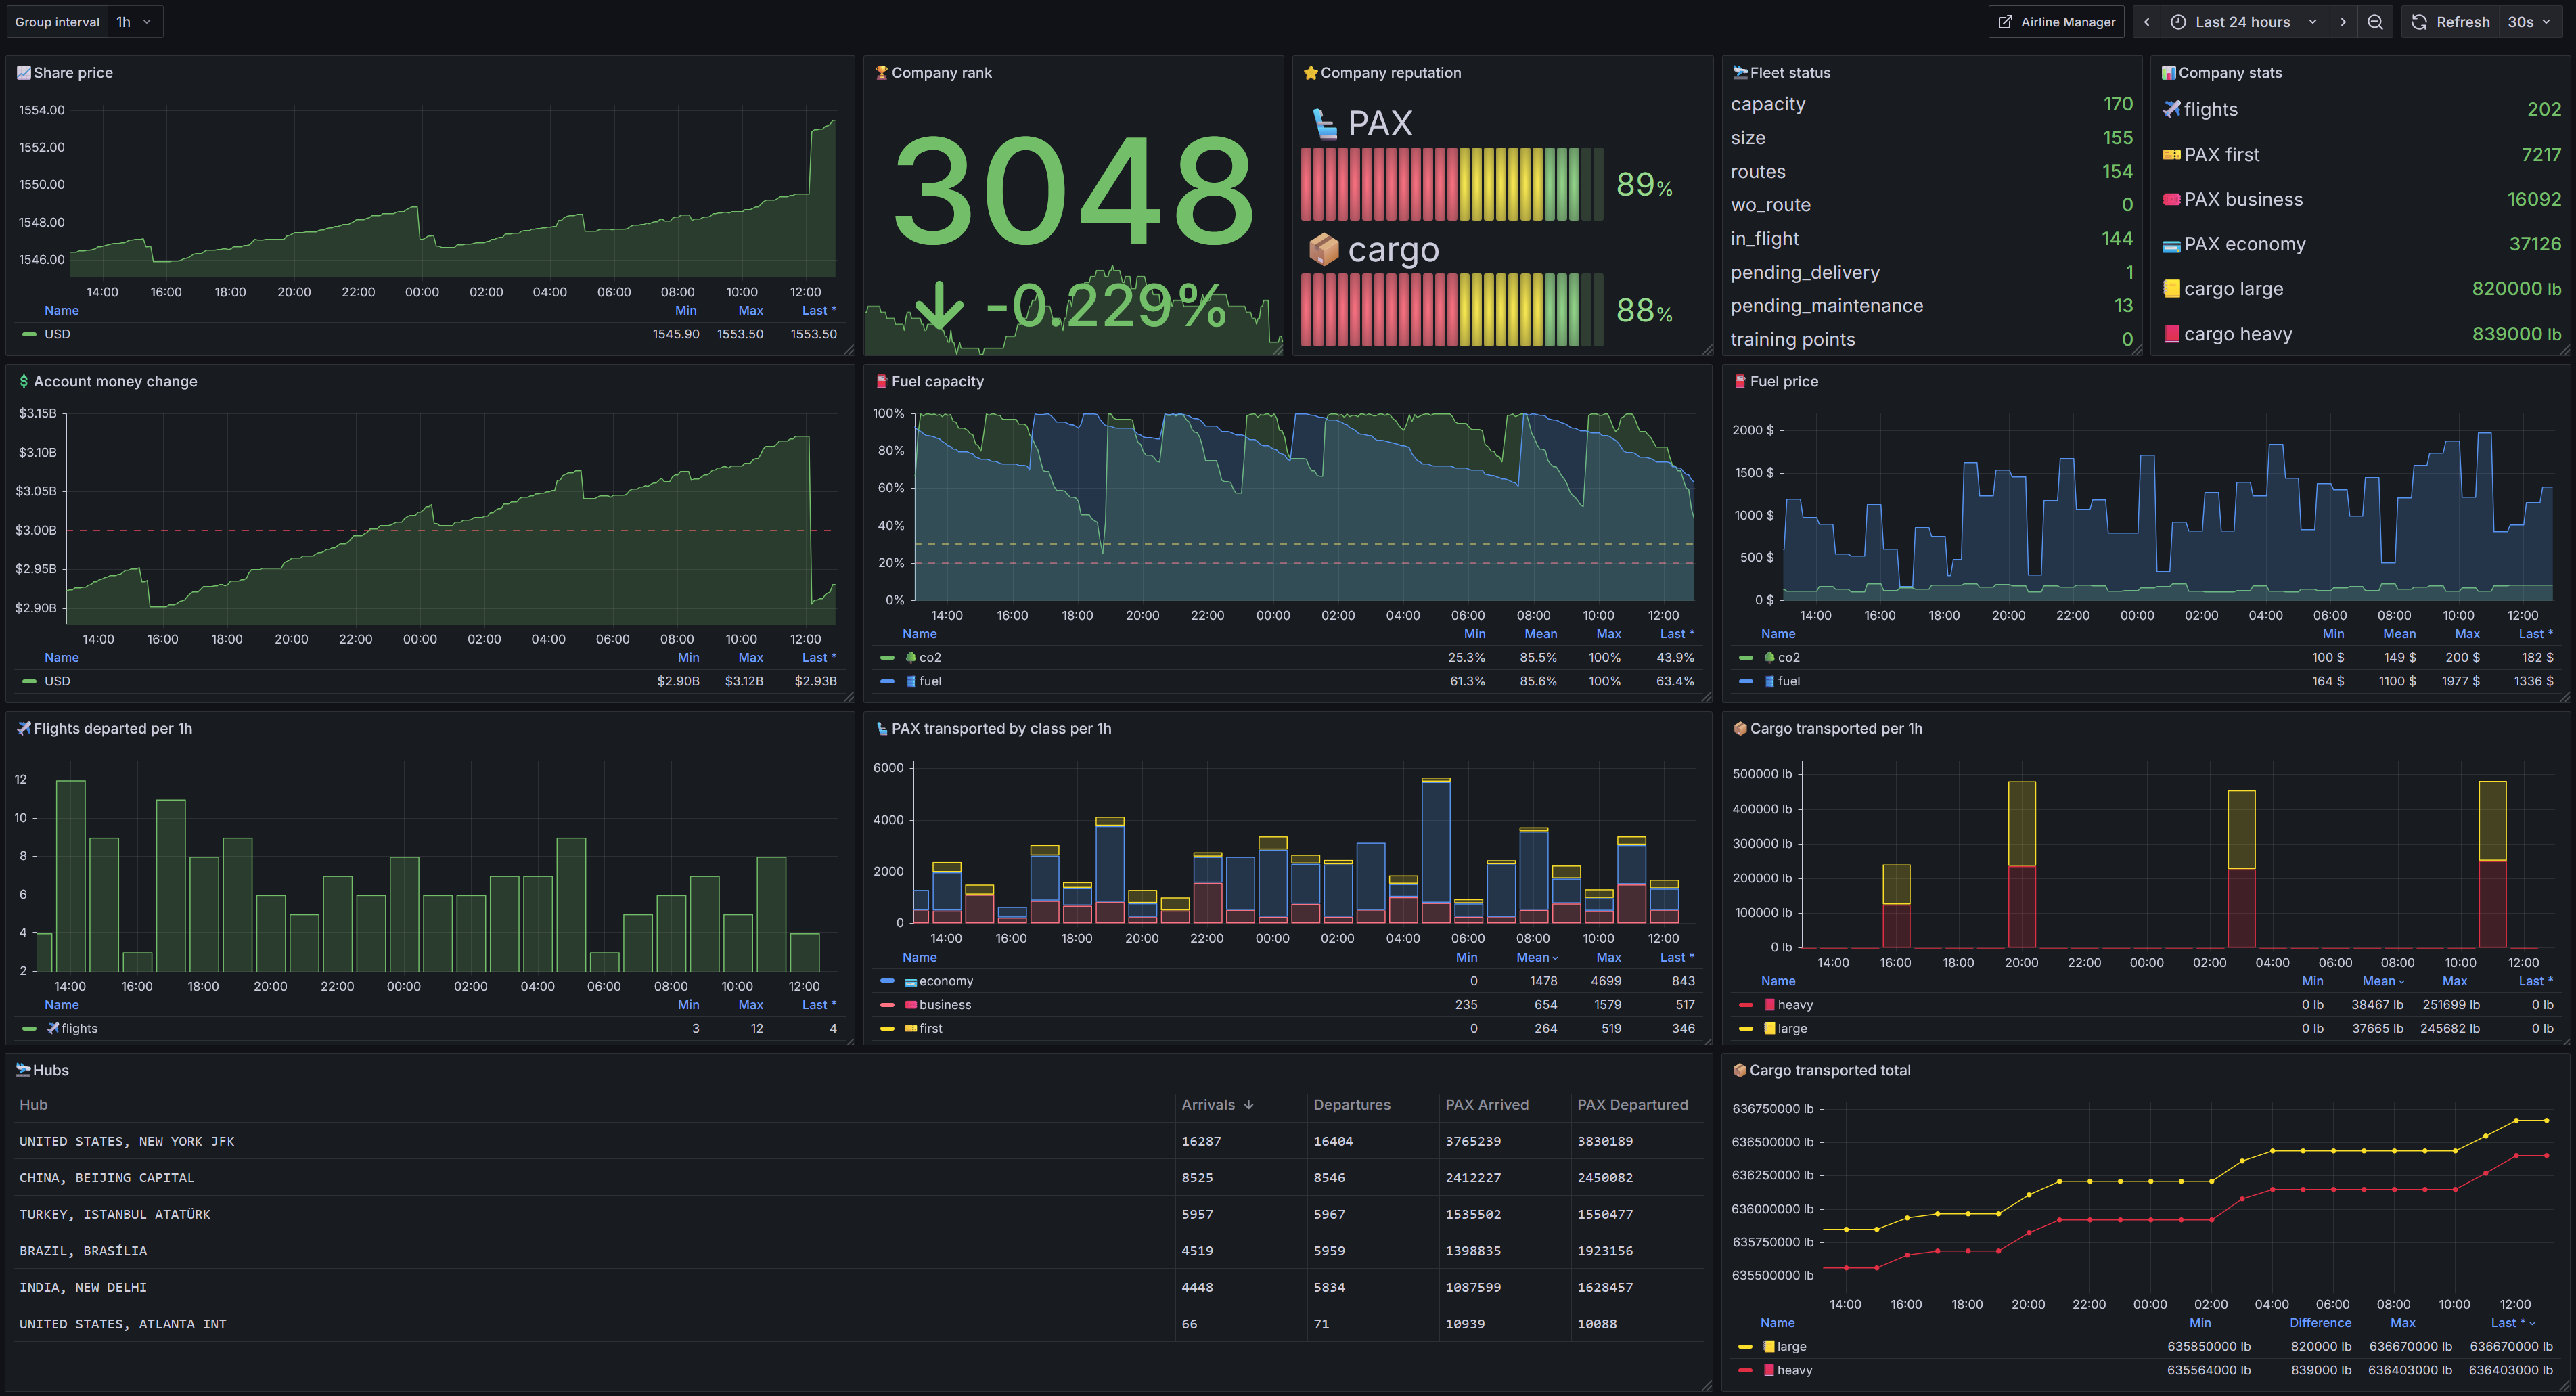 Group interval 1h Airline Manager Last 24 hours Refresh 30s
Share price
1554.00
1552.00
1550.00
1548.00
1546.00
14:00 16:00 18:00 20:00 22:00 00:00 02:00 04:00 06:00 08:00 10:00 12:00
Name Min Max Last *
USD 1545.90 1553.50 1553.50
Company rank
3048
-0.229%
Company reputation
PAX
89%
cargo
88%
Fleet status
capacity 170
size 155
routes 154
wo_route 0
in_flight 144
pending_delivery 1
pending_maintenance 13
training points 0
Company stats
flights 202
PAX first 7217
PAX business 16092
PAX economy 37126
cargo large 820000 lb
cargo heavy 839000 lb
Account money change
$3.15B
$3.10B
$3.05B
$3.00B
$2.95B
$2.90B
14:00 16:00 18:00 20:00 22:00 00:00 02:00 04:00 06:00 08:00 10:00 12:00
Name Min Max Last *
USD $2.90B $3.12B $2.93B
Fuel capacity
100%
80%
60%
40%
20%
0%
14:00 16:00 18:00 20:00 22:00 00:00 02:00 04:00 06:00 08:00 10:00 12:00
Name Min Mean Max Last *
co2 25.3% 85.5% 100% 43.9%
fuel 61.3% 85.6% 100% 63.4%
Fuel price
2000 $
1500 $
1000 $
500 $
0 $
14:00 16:00 18:00 20:00 22:00 00:00 02:00 04:00 06:00 08:00 10:00 12:00
Name Min Mean Max Last *
co2 100 $ 149 $ 200 $ 182 $
fuel 164 $ 1100 $ 1977 $ 1336 $
Flights departed per 1h
12
10
8
6
4
2
14:00 16:00 18:00 20:00 22:00 00:00 02:00 04:00 06:00 08:00 10:00 12:00
Name Min Max Last *
flights 3 12 4
PAX transported by class per 1h
6000
4000
2000
0
14:00 16:00 18:00 20:00 22:00 00:00 02:00 04:00 06:00 08:00 10:00 12:00
Name Min Mean Max Last *
economy 0 1478 4699 843
business 235 654 1579 517
first 0 264 519 346
Cargo transported per 1h
500000 lb
400000 lb
300000 lb
200000 lb
100000 lb
0 lb
14:00 16:00 18:00 20:00 22:00 00:00 02:00 04:00 06:00 08:00 10:00 12:00
Name Min Mean Max Last *
heavy 0 lb 38467 lb 251699 lb 0 lb
large 0 lb 37665 lb 245682 lb 0 lb
Hubs
Hub Arrivals Departures PAX Arrived PAX Departured
UNITED STATES, NEW YORK JFK 16287 16404 3765239 3830189
CHINA, BEIJING CAPITAL 8525 8546 2412227 2450082
TURKEY, ISTANBUL ATATÜRK 5957 5967 1535502 1550477
BRAZIL, BRASÍLIA 4519 5959 1398835 1923156
INDIA, NEW DELHI 4448 5834 1087599 1628457
UNITED STATES, ATLANTA INT 66 71 10939 10088
Cargo transported total
636750000 lb
636500000 lb
636250000 lb
636000000 lb
635750000 lb
635500000 lb
14:00 16:00 18:00 20:00 22:00 00:00 02:00 04:00 06:00 08:00 10:00 12:00
Name Min Difference Max Last *
large 635850000 lb 820000 lb 636670000 lb 636670000 lb
heavy 635564000 lb 839000 lb 636403000 lb 636403000 lb